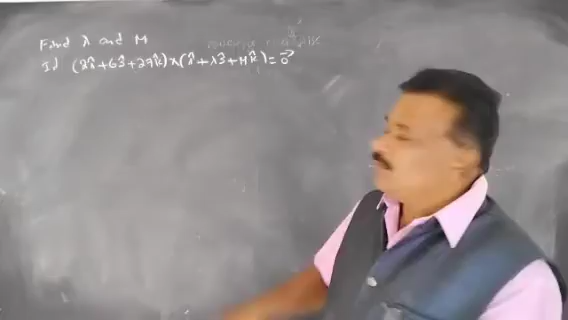 Find λ and μ
If (2î+6ĵ+27k̂)×(î+λĵ+μk̂)=0⃗